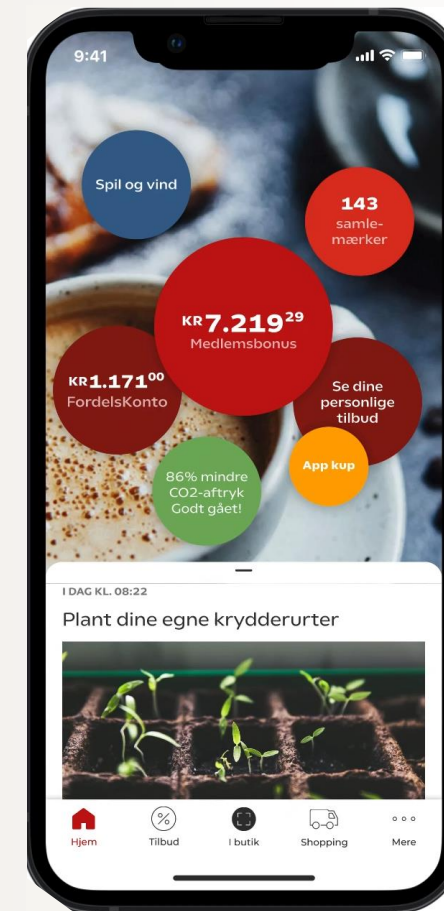 9:41
Spil og vind
143
samle-
mærker
KR7.219²⁹
Medlemsbonus
KR1.171⁰⁰
FordelsKonto
Se dine
personlige
tilbud
App kup
86% mindre
CO2-aftryk
Godt gået!
I DAG KL. 08:22
Plant dine egne krydderurter
Hjem
Tilbud
I butik
Shopping
Mere